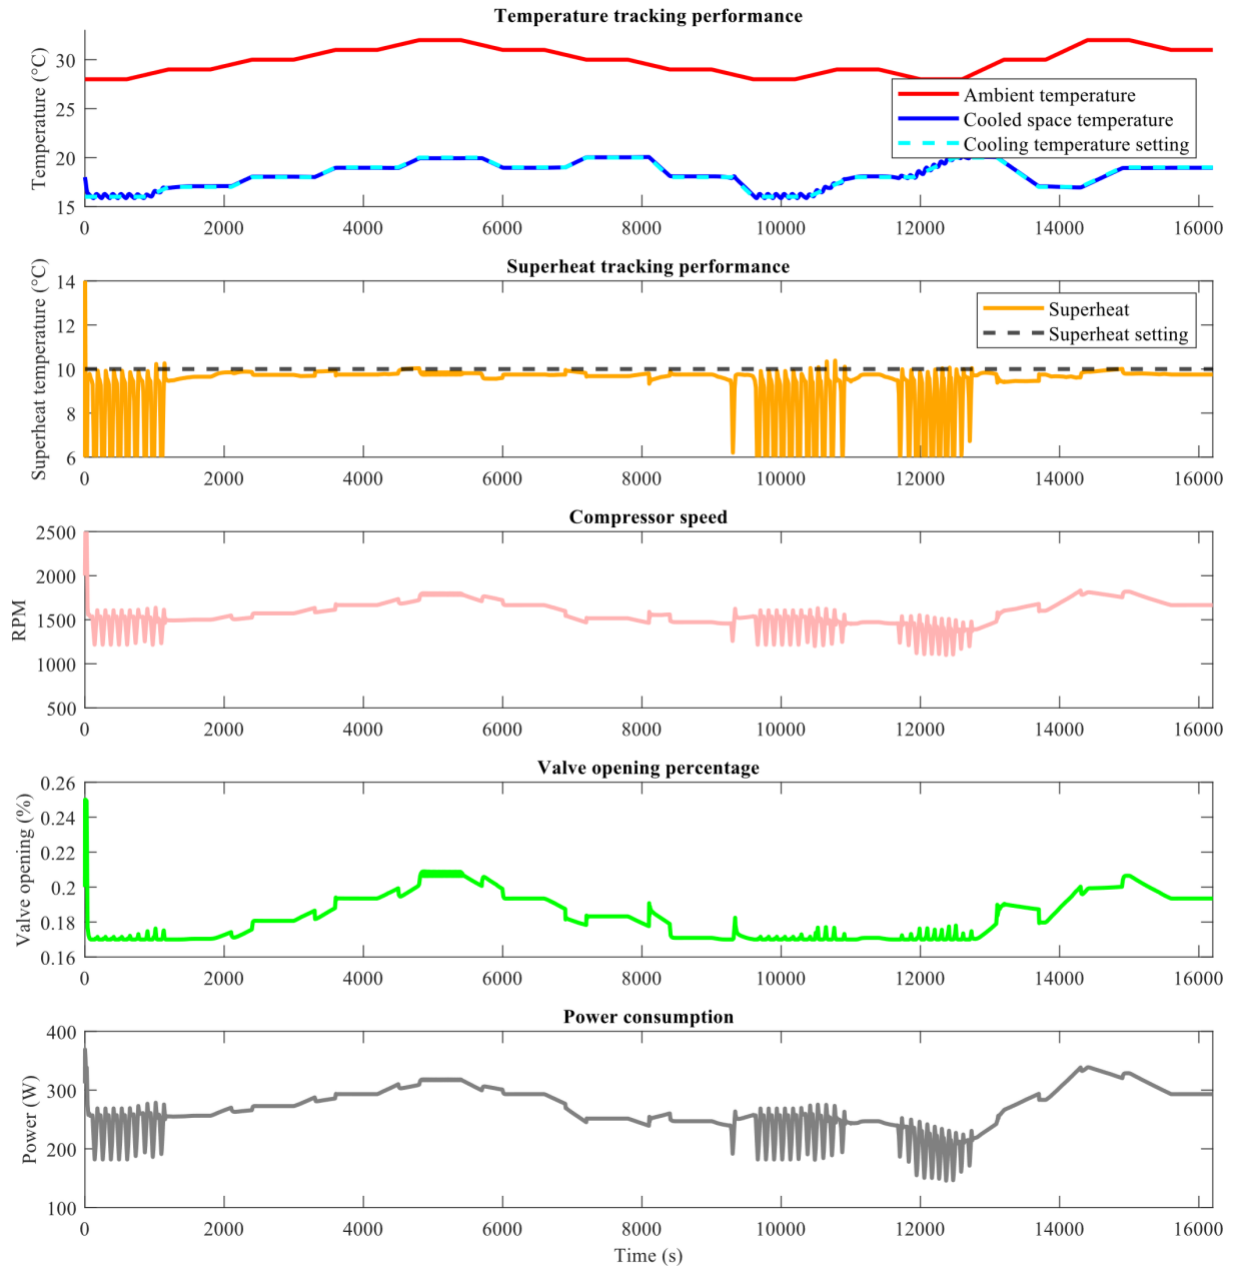 Temperature tracking performance
Temperature (°C)
30
25
20
15
Ambient temperature
Cooled space temperature
Cooling temperature setting
0 2000 4000 6000 8000 10000 12000 14000 16000
Superheat tracking performance
Superheat temperature (°C)
14
12
10
8
6
Superheat
Superheat setting
0 2000 4000 6000 8000 10000 12000 14000 16000
Compressor speed
RPM
2500
2000
1500
1000
500
0 2000 4000 6000 8000 10000 12000 14000 16000
Valve opening percentage
Valve opening (%)
0.26
0.24
0.22
0.2
0.18
0.16
0 2000 4000 6000 8000 10000 12000 14000 16000
Power consumption
Power (W)
400
300
200
100
0 2000 4000 6000 8000 10000 12000 14000 16000
Time (s)